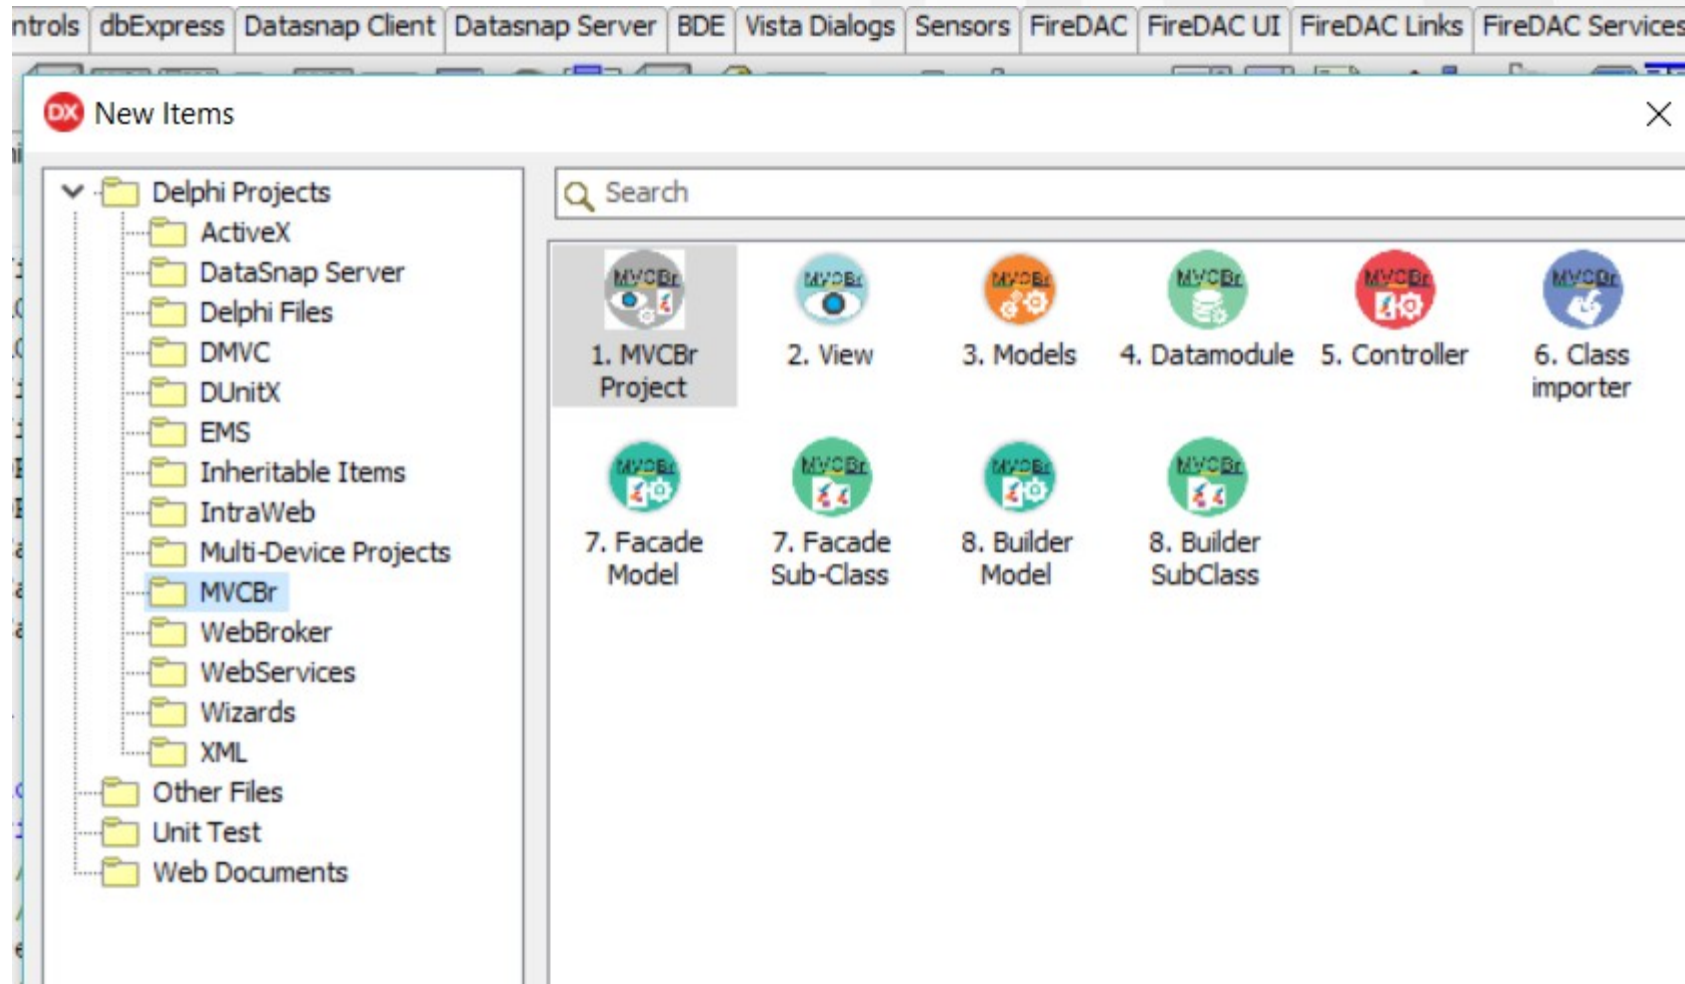 dbExpress Datasnap Client Datasnap Server BDE Vista Dialogs Sensors FireDAC FireDAC UI FireDAC Links FireDAC Services
DX New Items
Delphi Projects
ActiveX
DataSnap Server
Delphi Files
DMVC
DUnitX
EMS
Inheritable Items
IntraWeb
Multi-Device Projects
MVCBr
WebBroker
WebServices
Wizards
XML
Other Files
Unit Test
Web Documents
Search
MVCBr MVCBr MVCBr MVCBr MVCBr MVCBr
1. MVCBr 2. View 3. Models 4. Datamodule 5. Controller 6. Class
Project importer
MVCBr MVCBr MVCBr MVCBr
7. Facade 7. Facade 8. Builder 8. Builder
Model Sub-Class Model SubClass